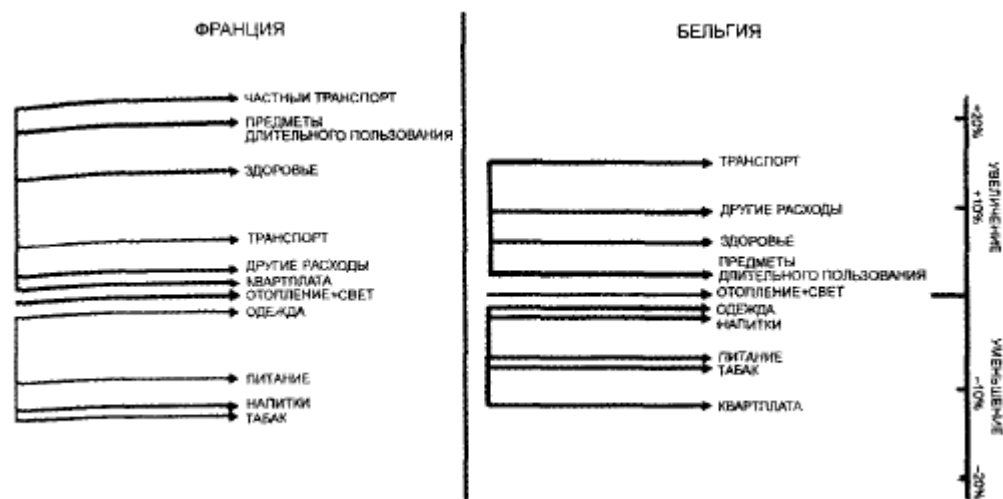 ФРАНЦИЯ
ЧАСТНЫЙ ТРАНСПОРТ
ПРЕДМЕТЫ
ДЛИТЕЛЬНОГО ПОЛЬЗОВАНИЯ
ЗДОРОВЬЕ
ТРАНСПОРТ
ДРУГИЕ РАСХОДЫ
КВАРТПЛАТА
ОТОПЛЕНИЕ+СВЕТ
ОДЕЖДА
ПИТАНИЕ
НАПИТКИ
ТАБАК
БЕЛЬГИЯ
ТРАНСПОРТ
ДРУГИЕ РАСХОДЫ
ЗДОРОВЬЕ
ПРЕДМЕТЫ
ДЛИТЕЛЬНОГО ПОЛЬЗОВАНИЯ
ОТОПЛЕНИЕ+СВЕТ
ОДЕЖДА
НАПИТКИ
ПИТАНИЕ
ТАБАК
КВАРТПЛАТА
+20%
+10%
−10%
−20%
УВЕЛИЧЕНИЕ
УМЕНЬШЕНИЕ